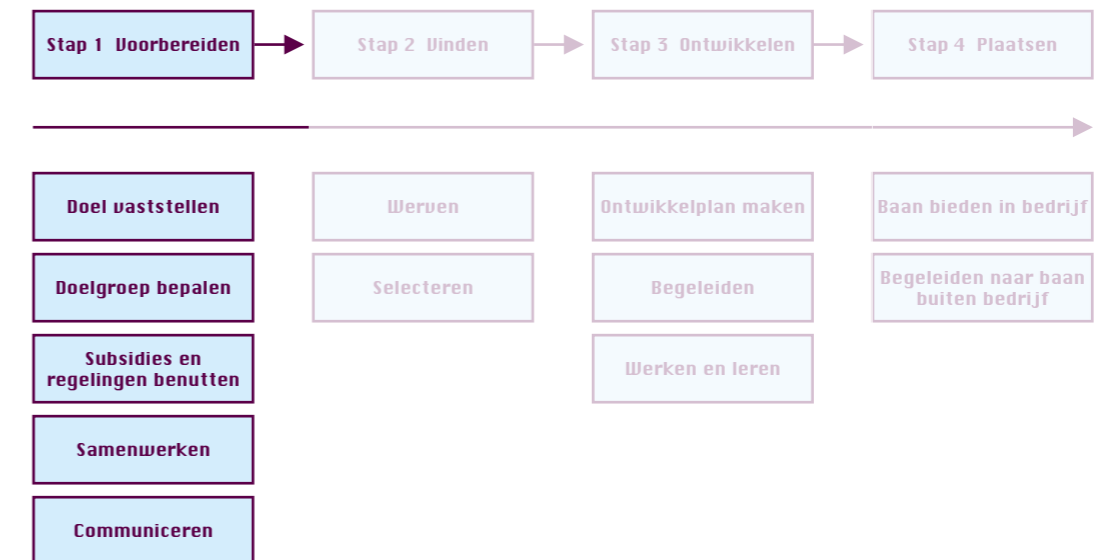 Stap 1 Voorbereiden
Stap 2 Vinden
Stap 3 Ontwikkelen
Stap 4 Plaatsen
Doel vaststellen
Werven
Ontwikkelplan maken
Baan bieden in bedrijf
Doelgroep bepalen
Selecteren
Begeleiden
Begeleiden naar baan
buiten bedrijf
Subsidies en
regelingen benutten
Werken en leren
Samenwerken
Communiceren